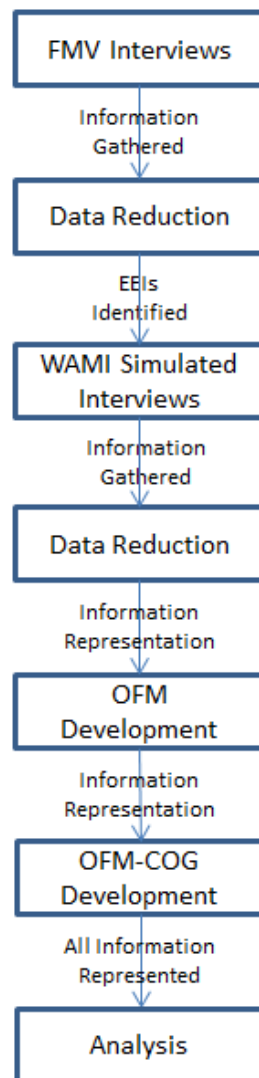 FMV Interviews
Information
Gathered
Data Reduction
EEIs
Identified
WAMI Simulated
Interviews
Information
Gathered
Data Reduction
Information
Representation
OFM
Development
Information
Representation
OFM-COG
Development
All Information
Represented
Analysis